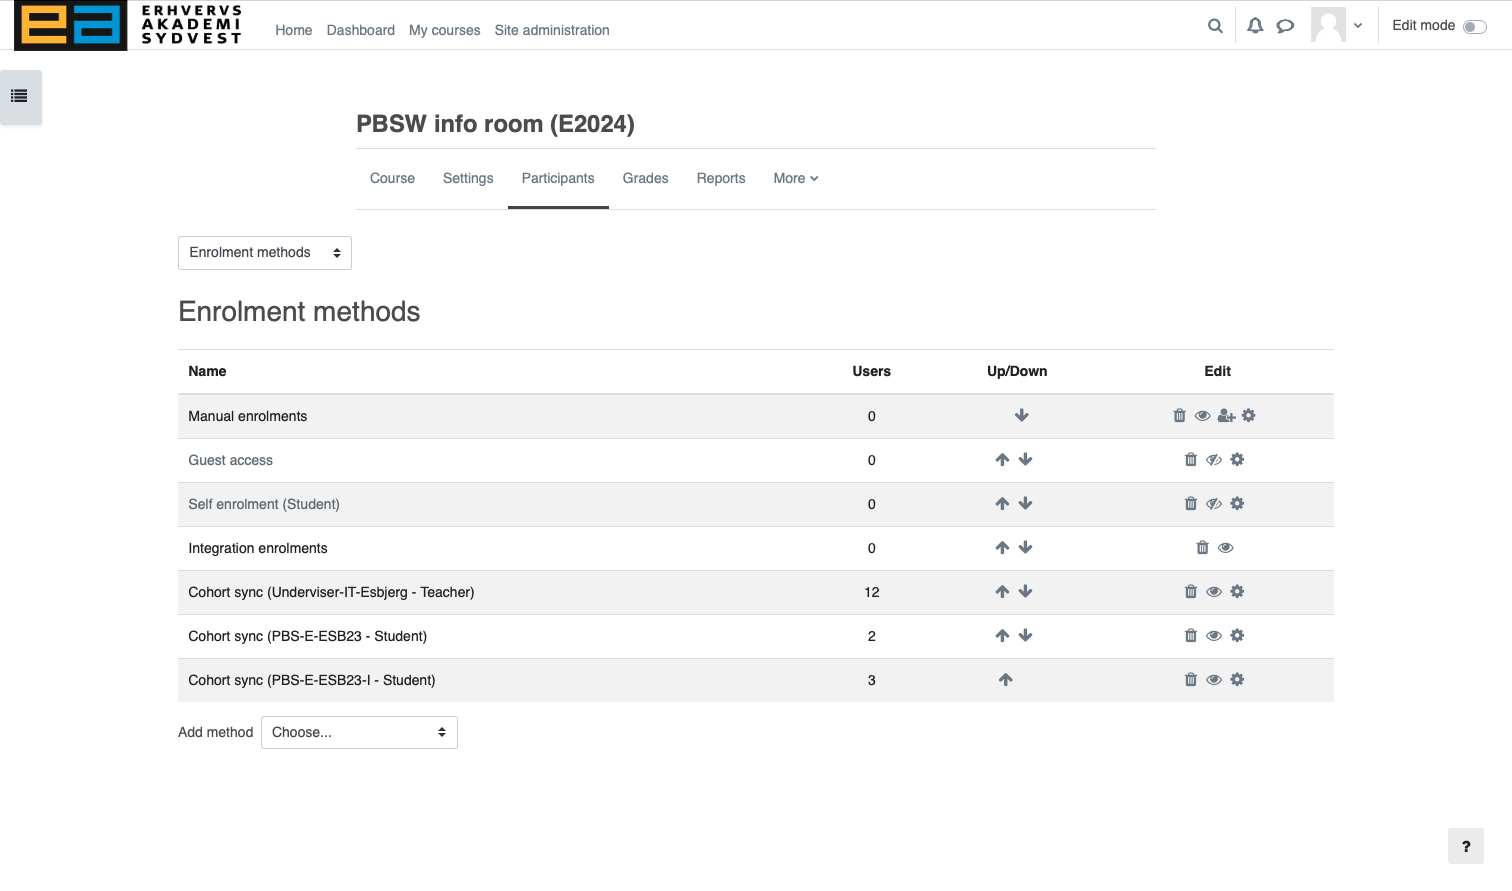 ERHVERVS
AKADEMI
SYDVEST
Home Dashboard My courses Site administration
Edit mode
PBSW info room (E2024)
Course Settings Participants Grades Reports More
Enrolment methods
Enrolment methods
Name Users Up/Down Edit
Manual enrolments 0
Guest access 0
Self enrolment (Student) 0
Integration enrolments 0
Cohort sync (Underviser-IT-Esbjerg - Teacher) 12
Cohort sync (PBS-E-ESB23 - Student) 2
Cohort sync (PBS-E-ESB23-I - Student) 3
Add method Choose...
?